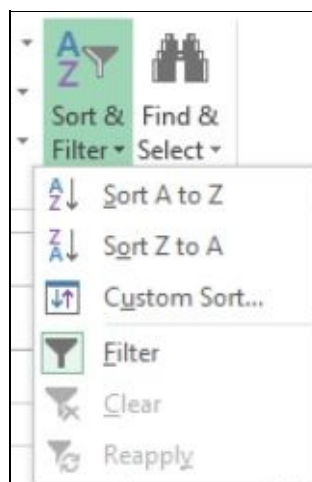 Sort & Find &
Filter Select
Sort A to Z
Sort Z to A
Custom Sort...
Filter
Clear
Reapply